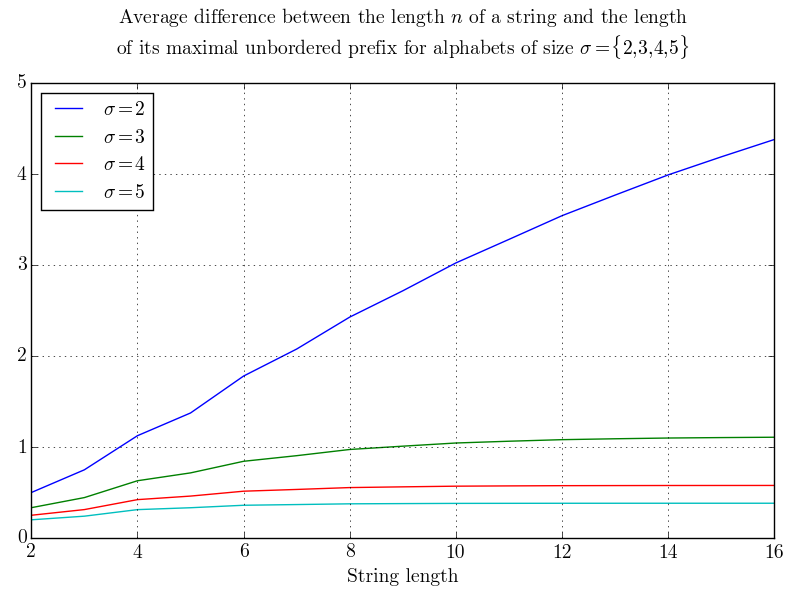 Average difference between the length n of a string and the length
of its maximal unbordered prefix for alphabets of size σ={2,3,4,5}
5
σ=2
σ=3
σ=4
σ=5
4
3
2
1
0
2 4 6 8 10 12 14 16
String length